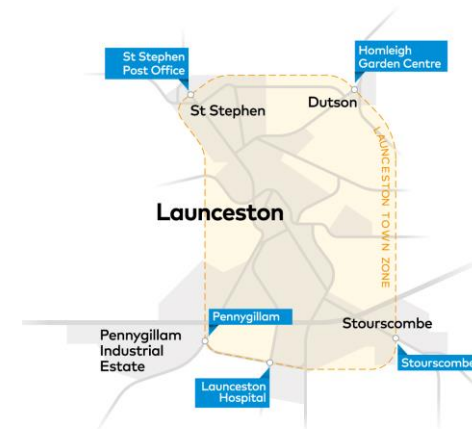 St Stephen
Post Office
Homleigh
Garden Centre
St Stephen
Dutson
LAUNCESTON TOWN ZONE
Launceston
Pennygillam
Stourscombe
Pennygillam
Industrial
Estate
Stourscombe
Launceston
Hospital